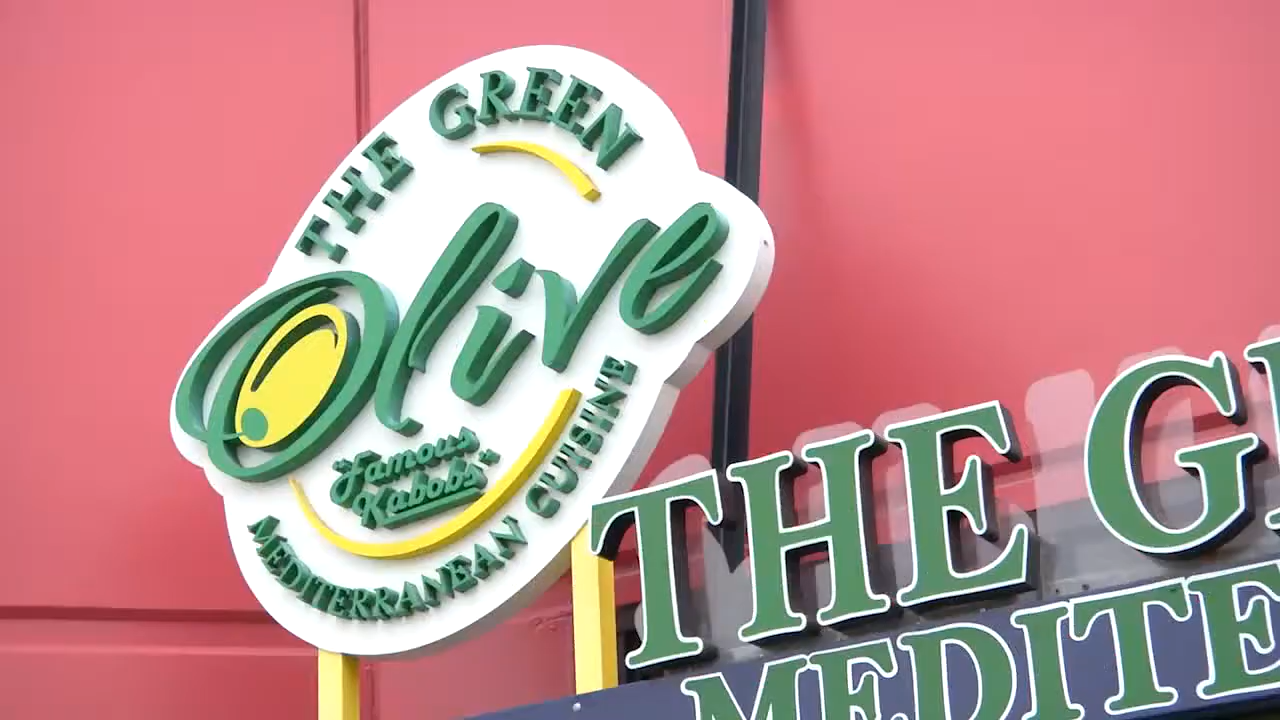 THE GREEN
Olive
"Famous
Kabobs"
MEDITERRANEAN CUISINE
THE G
MEDITE